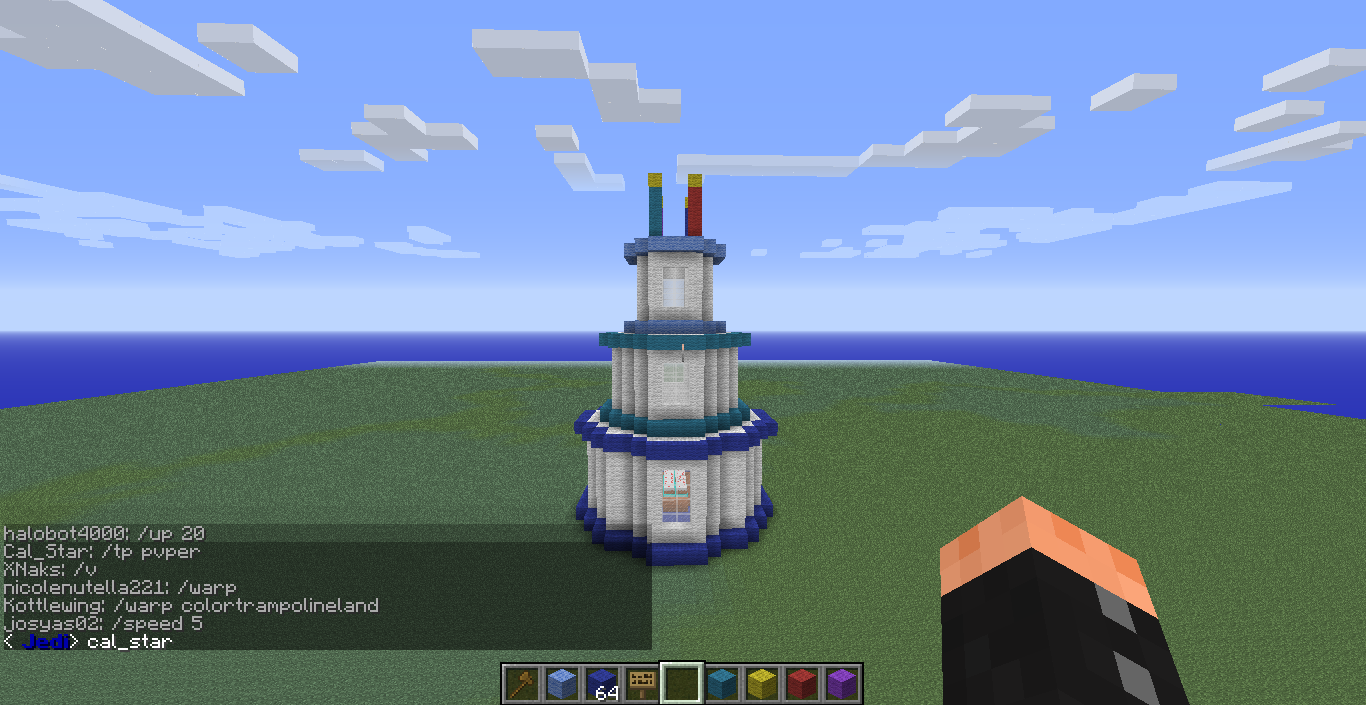 halobot4000: /up 20
Cal_Star: /tp pvper
XNaks: /v
nicolenutella221: /warp
Kottlewing: /warp colortrampolineland
josyas02: /speed 5
< Jedi> cal_star
64